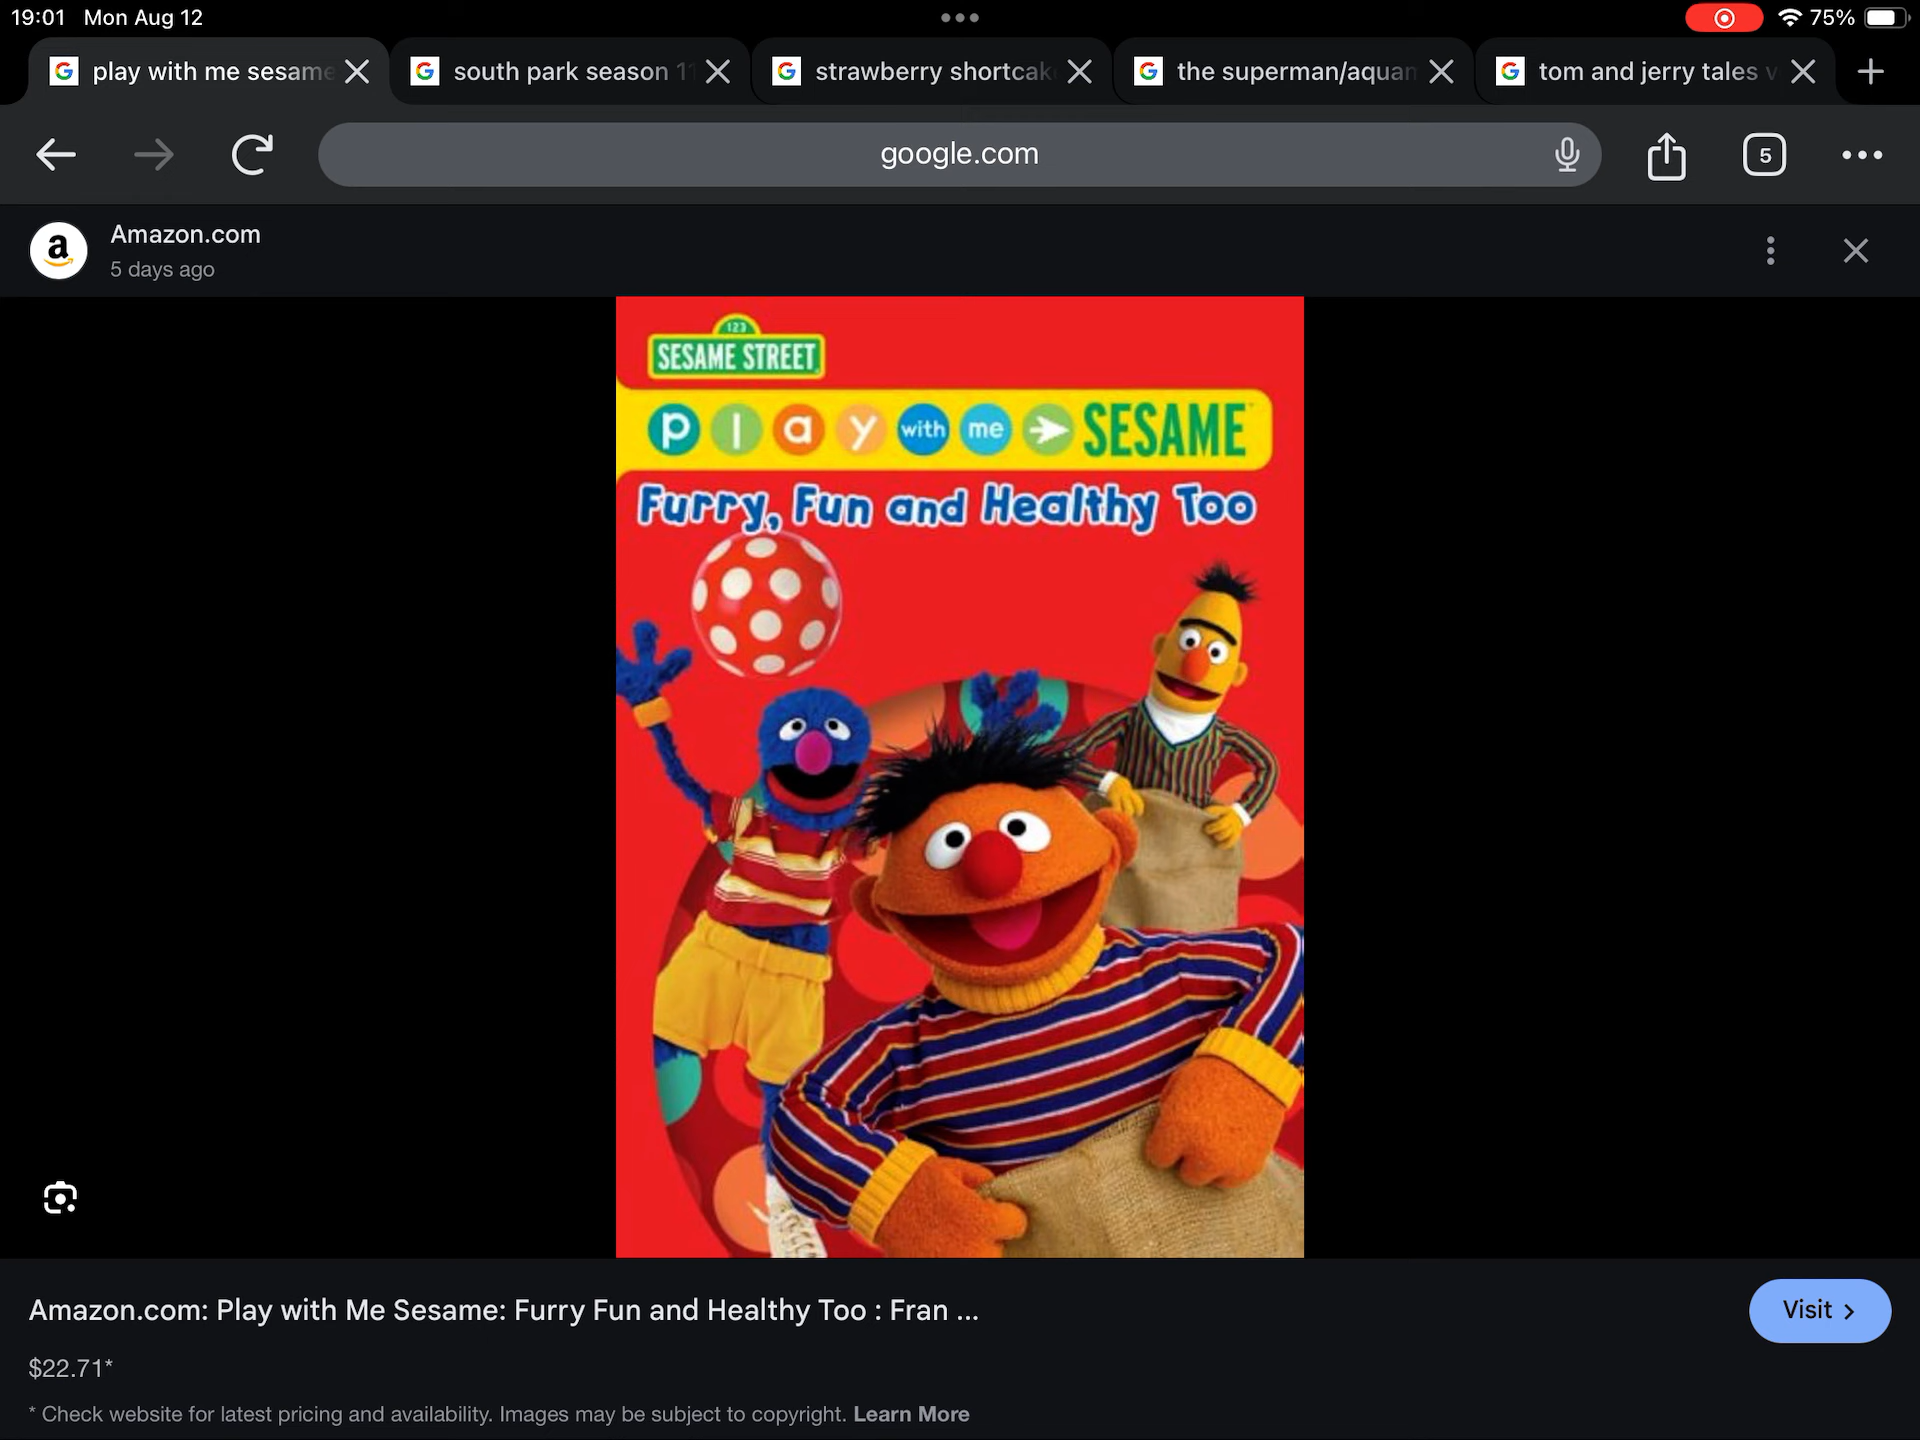 19:01 Mon Aug 12
75%
play with me sesame
south park season 11
strawberry shortcak
the superman/aquan
tom and jerry tales v
google.com
5
a
Amazon.com
5 days ago
123
SESAME STREET
play with me SESAME
Furry, Fun and Healthy Too
Amazon.com: Play with Me Sesame: Furry Fun and Healthy Too : Fran ...
Visit
$22.71*
* Check website for latest pricing and availability. Images may be subject to copyright. Learn More